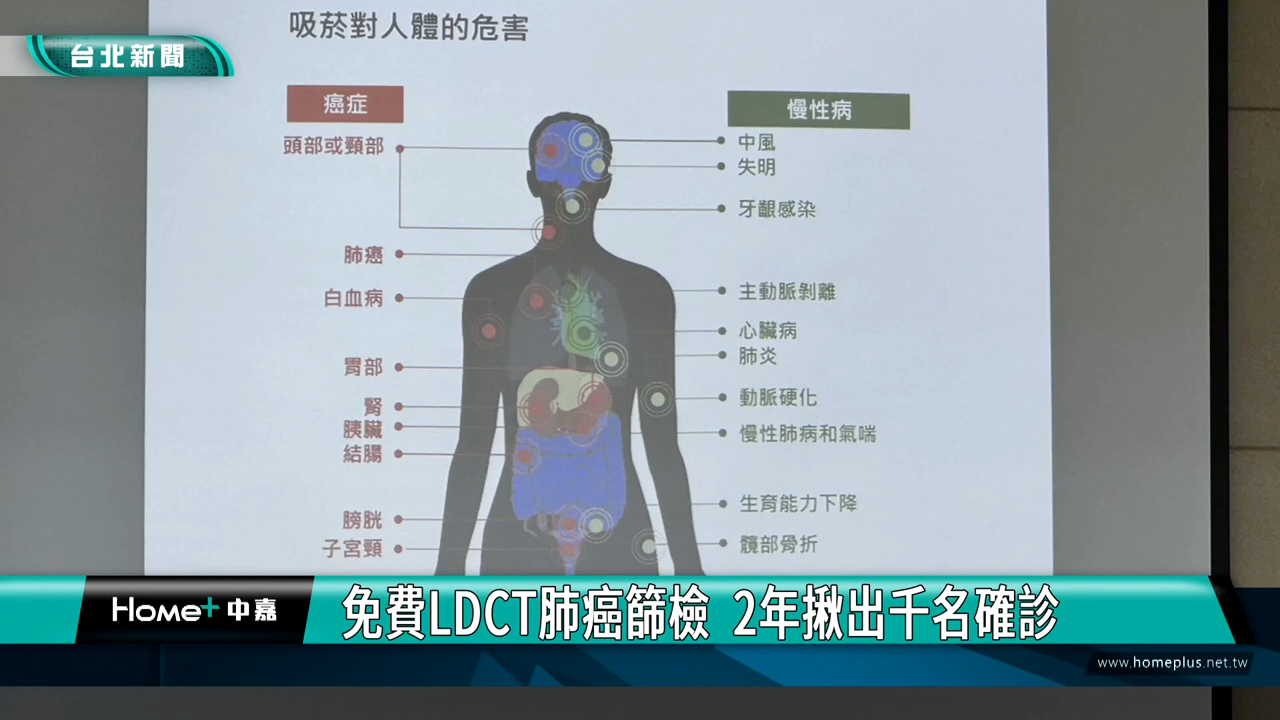 吸菸對人體的危害
台北新聞
癌症
慢性病
頭部或頸部
中風
失明
牙齦感染
肺癌
白血病
主動脈剝離
心臟病
肺炎
胃部
動脈硬化
腎
胰臟
慢性肺病和氣喘
結腸
生育能力下降
膀胱
子宮頸
髖部骨折
Home+中嘉
免費LDCT肺癌篩檢 2年揪出千名確診
www.homeplus.net.tw